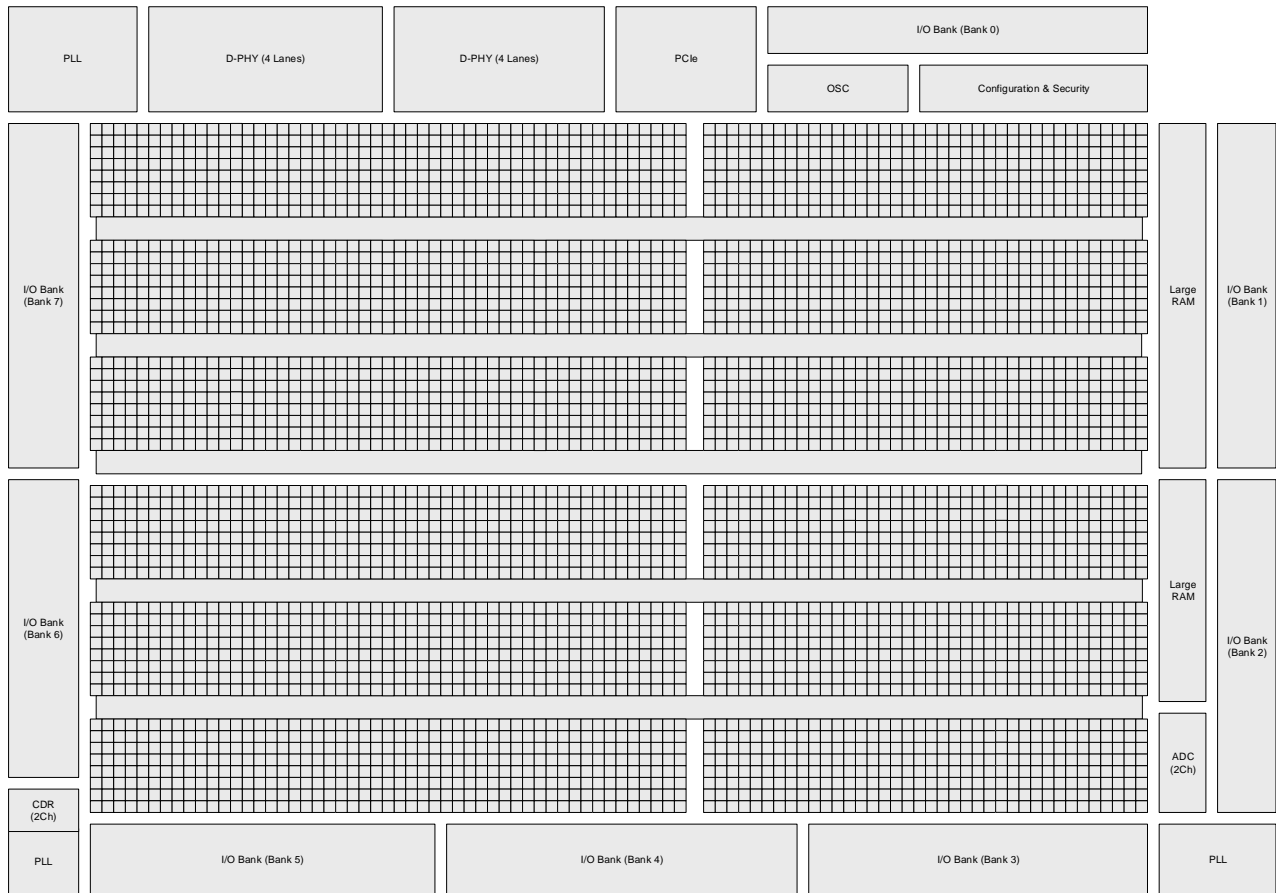 I/O Bank (Bank 0)
PLL
D-PHY (4 Lanes)
D-PHY (4 Lanes)
PCIe
OSC
Configuration & Security
I/O Bank
(Bank 7)
Large
RAM
I/O Bank
(Bank 1)
I/O Bank
(Bank 6)
Large
RAM
I/O Bank
(Bank 2)
ADC
(2Ch)
CDR
(2Ch)
PLL
I/O Bank (Bank 5)
I/O Bank (Bank 4)
I/O Bank (Bank 3)
PLL